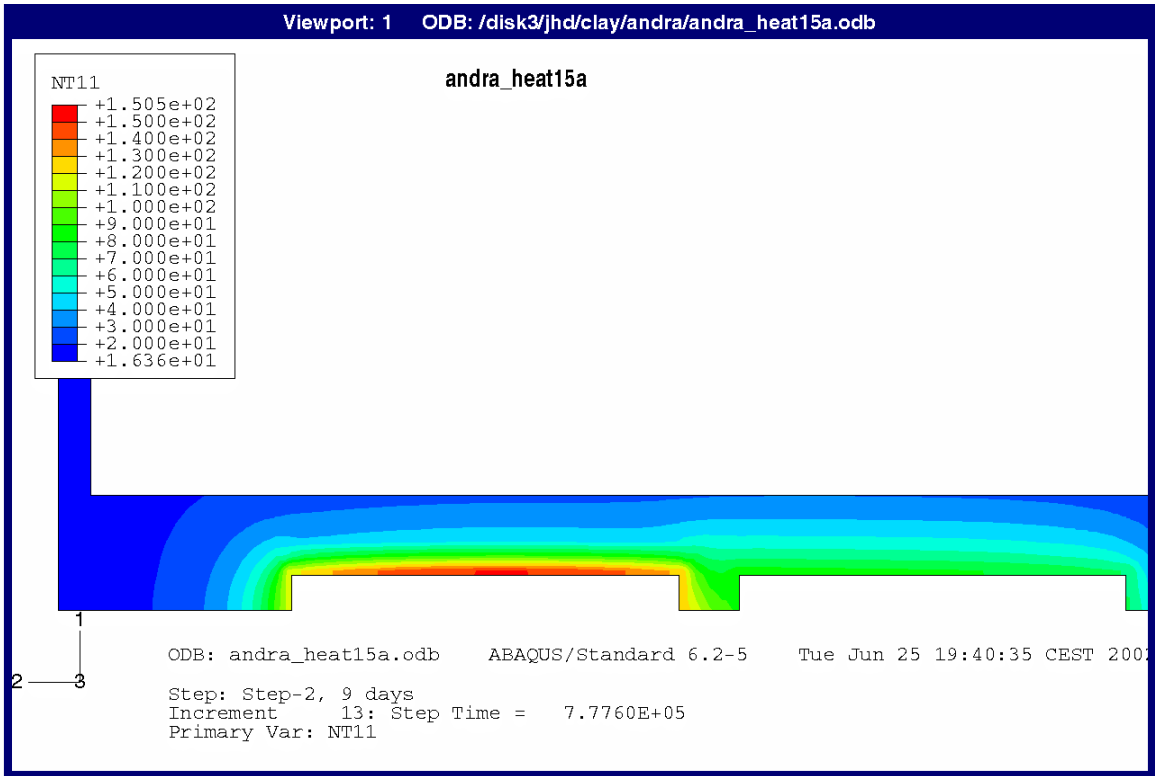 Viewport: 1 ODB: /disk3/jhd/clay/andra/andra_heat15a.odb
andra_heat15a
NT11
+1.505e+02
+1.500e+02
+1.400e+02
+1.300e+02
+1.200e+02
+1.100e+02
+1.000e+02
+9.000e+01
+8.000e+01
+7.000e+01
+6.000e+01
+5.000e+01
+4.000e+01
+3.000e+01
+2.000e+01
+1.636e+01
1
2 3
ODB: andra_heat15a.odb ABAQUS/Standard 6.2-5 Tue Jun 25 19:40:35 CEST 2002
Step: Step-2, 9 days
Increment 13: Step Time = 7.7760E+05
Primary Var: NT11